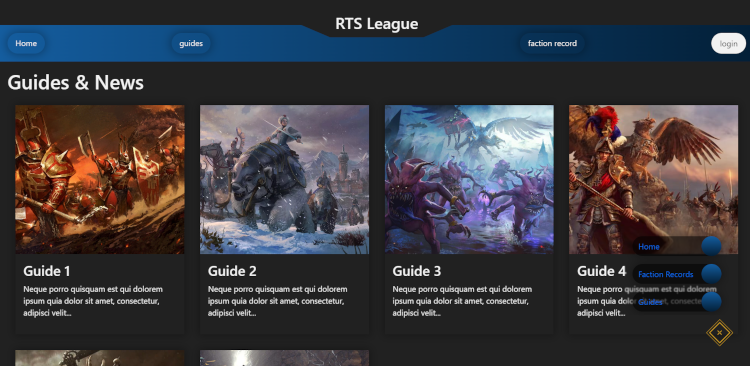 RTS League
Home
guides
faction record
login
Guides & News
Guide 1
Neque porro quisquam est qui dolorem
ipsum quia dolor sit amet, consectetur,
adipisci velit...
Guide 2
Neque porro quisquam est qui dolorem
ipsum quia dolor sit amet, consectetur,
adipisci velit...
Guide 3
Neque porro quisquam est qui dolorem
ipsum quia dolor sit amet, consectetur,
adipisci velit...
Guide 4
Neque porro quisquam est qui dolorem
ipsum quia dolor sit amet, consectetur,
adipisci velit...
Home
Faction Records
Guides